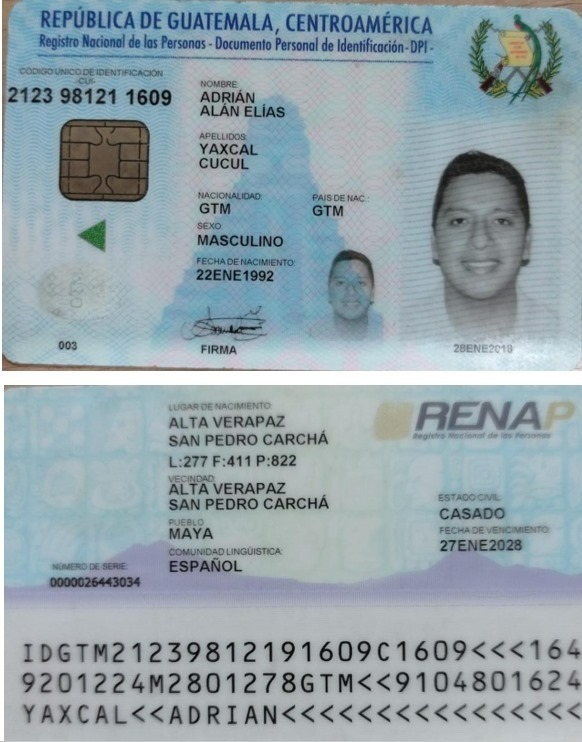 REPÚBLICA DE GUATEMALA, CENTROAMÉRICA
Registro Nacional de las Personas - Documento Personal de Identificación -DPI -
CÓDIGO ÚNICO DE IDENTIFICACIÓN
-CUI-
2123 98121 1609
NOMBRE:
ADRIÁN
ALÁN ELÍAS
APELLIDOS:
YAXCAL
CUCUL
NACIONALIDAD: PAIS DE NAC.:
GTM GTM
SEXO:
MASCULINO
FECHA DE NACIMIENTO:
22ENE1992
003
FIRMA
28ENE2018
LUGAR DE NACIMIENTO:
ALTA VERAPAZ
SAN PEDRO CARCHÁ
L:277 F:411 P:822
VECINDAD:
ALTA VERAPAZ
SAN PEDRO CARCHÁ
PUEBLO
MAYA
COMUNIDAD LINGÜISTICA:
ESPAÑOL
RENAP
Registro Nacional de las Personas
ESTADO CIVIL:
CASADO
FECHA DE VENCIMIENTO:
27ENE2028
NÚMERO DE SERIE:
0000026443034
IDGTM21239812191609C1609<<<164
9201224M2801278GTM<<9104801624
YAXCAL<<ADRIAN<<<<<<<<<<<<<<<<